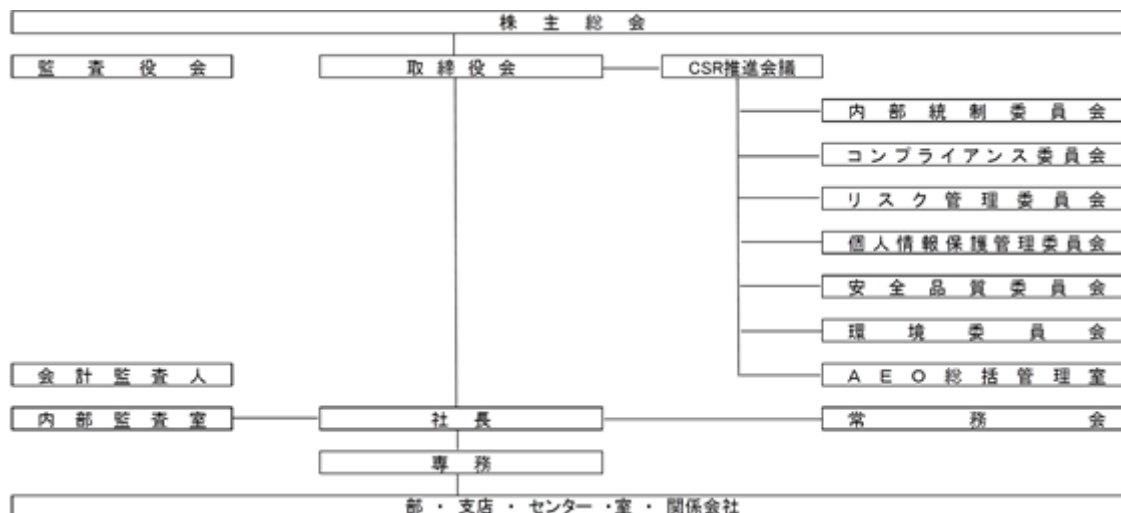 株主総会
監査役会 取締役会 CSR推進会議
内部統制委員会
コンプライアンス委員会
リスク管理委員会
個人情報保護管理委員会
安全品質委員会
環境委員会
会計監査人 AEO総括管理室
内部監査室 社長 常務会
専務
部・支店・センター・室・関係会社